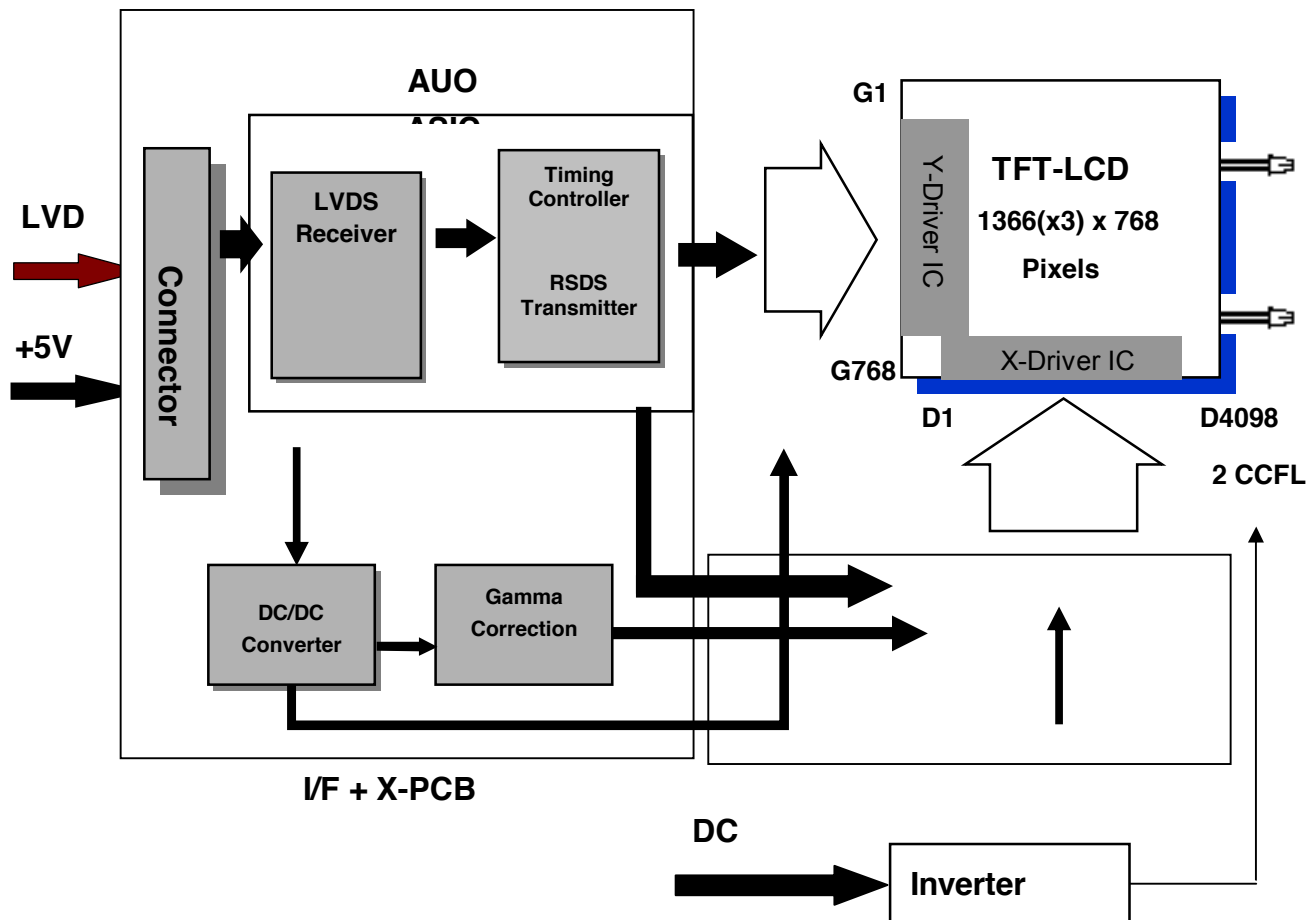 AUO
ASIC
G1
Timing
Controller
LVDS
Receiver
RSDS
Transmitter
LVD
+5V
Connector
Y-Driver IC
TFT-LCD
1366(x3) x 768
Pixels
X-Driver IC
G768
D1
D4098
2 CCFL
DC/DC
Converter
Gamma
Correction
I/F + X-PCB
DC
Inverter